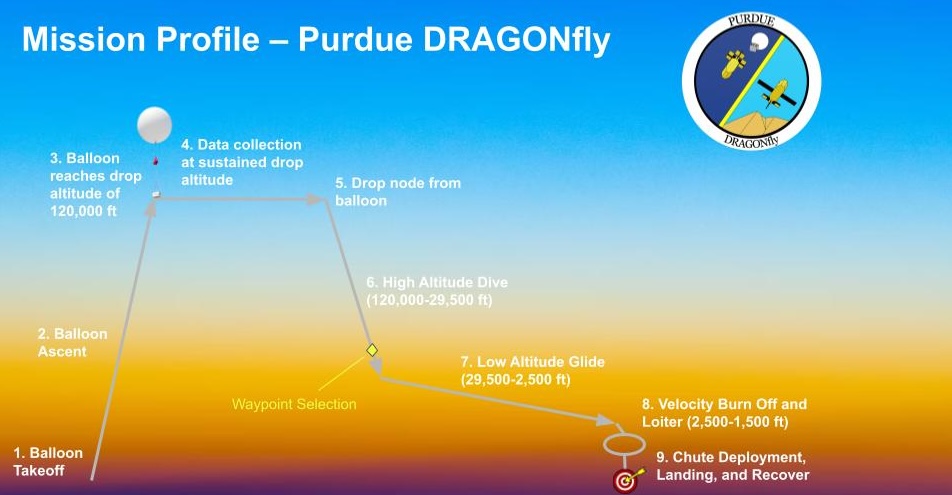 Mission Profile – Purdue DRAGONfly
PURDUE
DRAGONfly
3. Balloon
reaches drop
altitude of
120,000 ft
4. Data collection
at sustained drop
altitude
5. Drop node from
balloon
6. High Altitude DIve
(120,000-29,500 ft)
2. Balloon
Ascent
7. Low Altitude Glide
(29,500-2,500 ft)
Waypoint Selection
8. Velocity Burn Off and
Loiter (2,500-1,500 ft)
1. Balloon
Takeoff
9. Chute Deployment,
Landing, and Recover